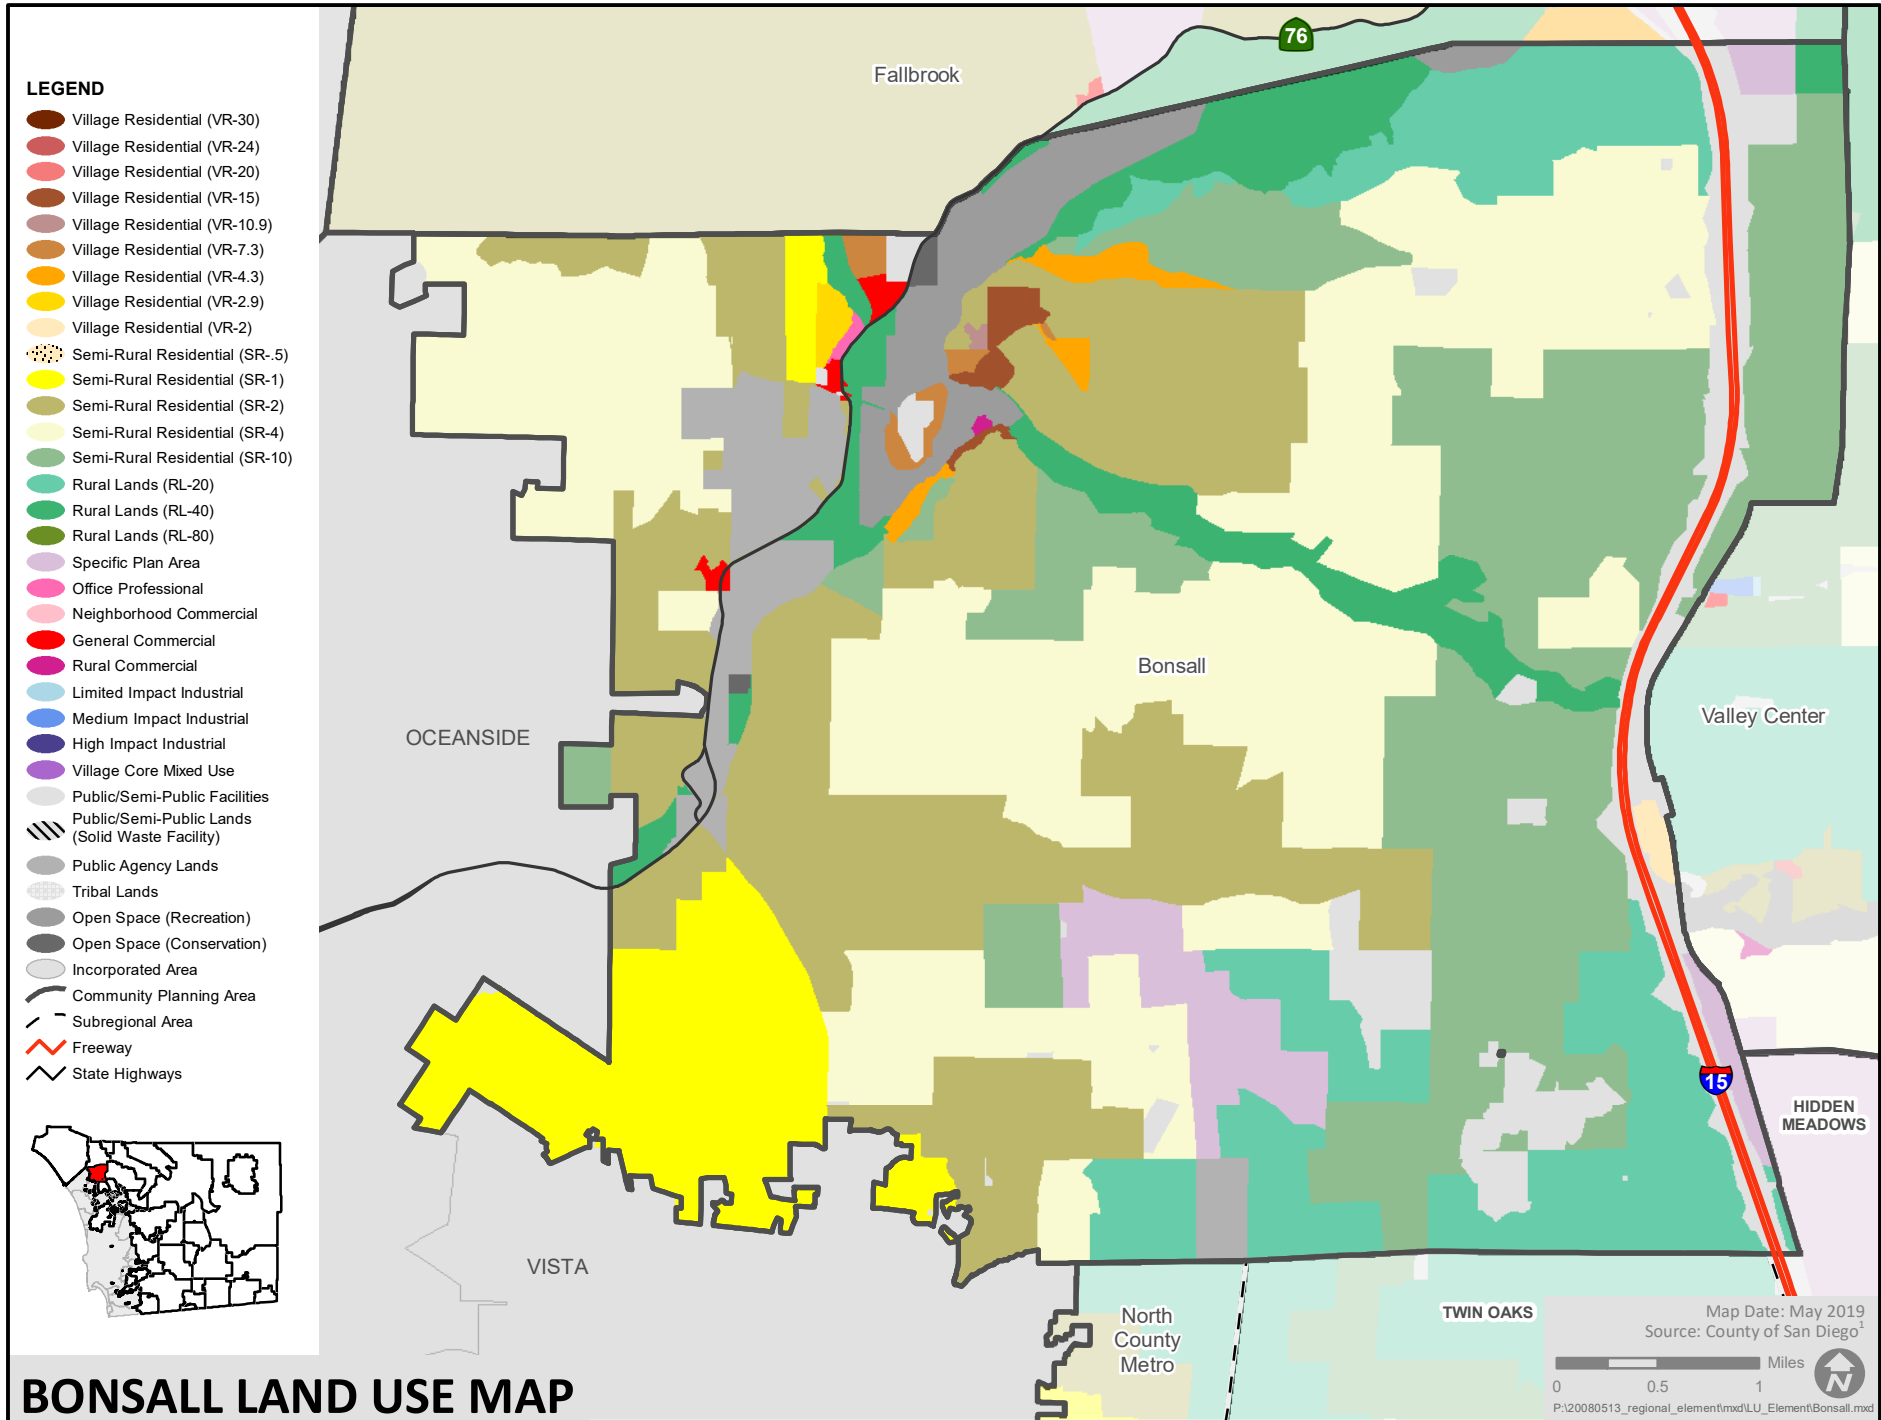 LEGEND
Village Residential (VR-30)
Village Residential (VR-24)
Village Residential (VR-20)
Village Residential (VR-15)
Village Residential (VR-10.9)
Village Residential (VR-7.3)
Village Residential (VR-4.3)
Village Residential (VR-2.9)
Village Residential (VR-2)
Semi-Rural Residential (SR-.5)
Semi-Rural Residential (SR-1)
Semi-Rural Residential (SR-2)
Semi-Rural Residential (SR-4)
Semi-Rural Residential (SR-10)
Rural Lands (RL-20)
Rural Lands (RL-40)
Rural Lands (RL-80)
Specific Plan Area
Office Professional
Neighborhood Commercial
General Commercial
Rural Commercial
Limited Impact Industrial
Medium Impact Industrial
High Impact Industrial
Village Core Mixed Use
Public/Semi-Public Facilities
Public/Semi-Public Lands
(Solid Waste Facility)
Public Agency Lands
Tribal Lands
Open Space (Recreation)
Open Space (Conservation)
Incorporated Area
Community Planning Area
Subregional Area
Freeway
State Highways
76
Fallbrook
Bonsall
OCEANSIDE
Valley Center
15
HIDDEN
MEADOWS
VISTA
North
County
Metro
TWIN OAKS
Map Date: May 2019
Source: County of San Diego1
Miles
0 0.5 1
N
P:\20080513_regional_element\mxd\LU_Element\Bonsall.mxd
BONSALL LAND USE MAP